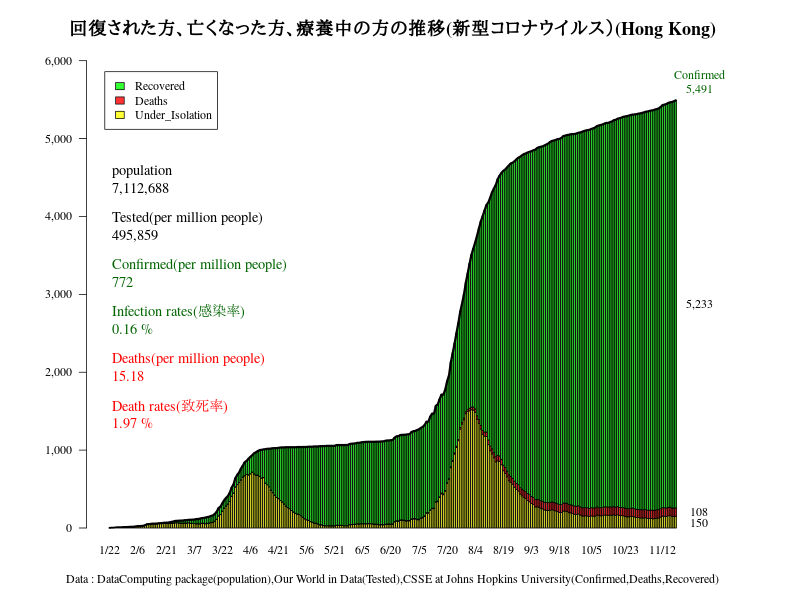 回復された方、亡くなった方、療養中の方の推移(新型コロナウイルス）(Hong Kong)
6,000
5,000
4,000
3,000
2,000
1,000
0
Recovered
Deaths
Under_Isolation
population
7,112,688
Tested(per million people)
495,859
Confirmed(per million people)
772
Infection rates(感染率)
0.16 %
Deaths(per million people)
15.18
Death rates(致死率)
1.97 %
Confirmed
5,491
5,233
108
150
1/22 2/6 2/21 3/7 3/22 4/6 4/21 5/6 5/21 6/5 6/20 7/5 7/20 8/4 8/19 9/3 9/18 10/5 10/23 11/12
Data : DataComputing package(population),Our World in Data(Tested),CSSE at Johns Hopkins University(Confirmed,Deaths,Recovered)